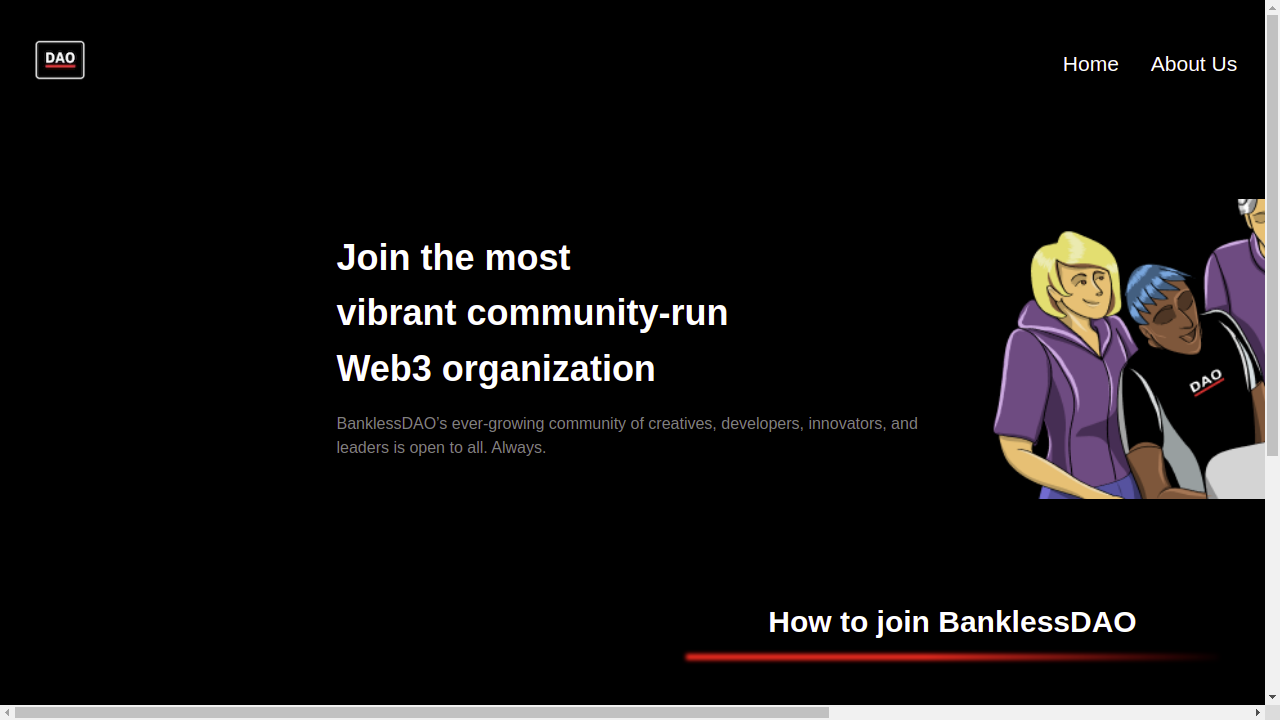 DAO
Home
About Us
Join the most
vibrant community-run
Web3 organization
BanklessDAO's ever-growing community of creatives, developers, innovators, and
leaders is open to all. Always.
DAO
How to join BanklessDAO